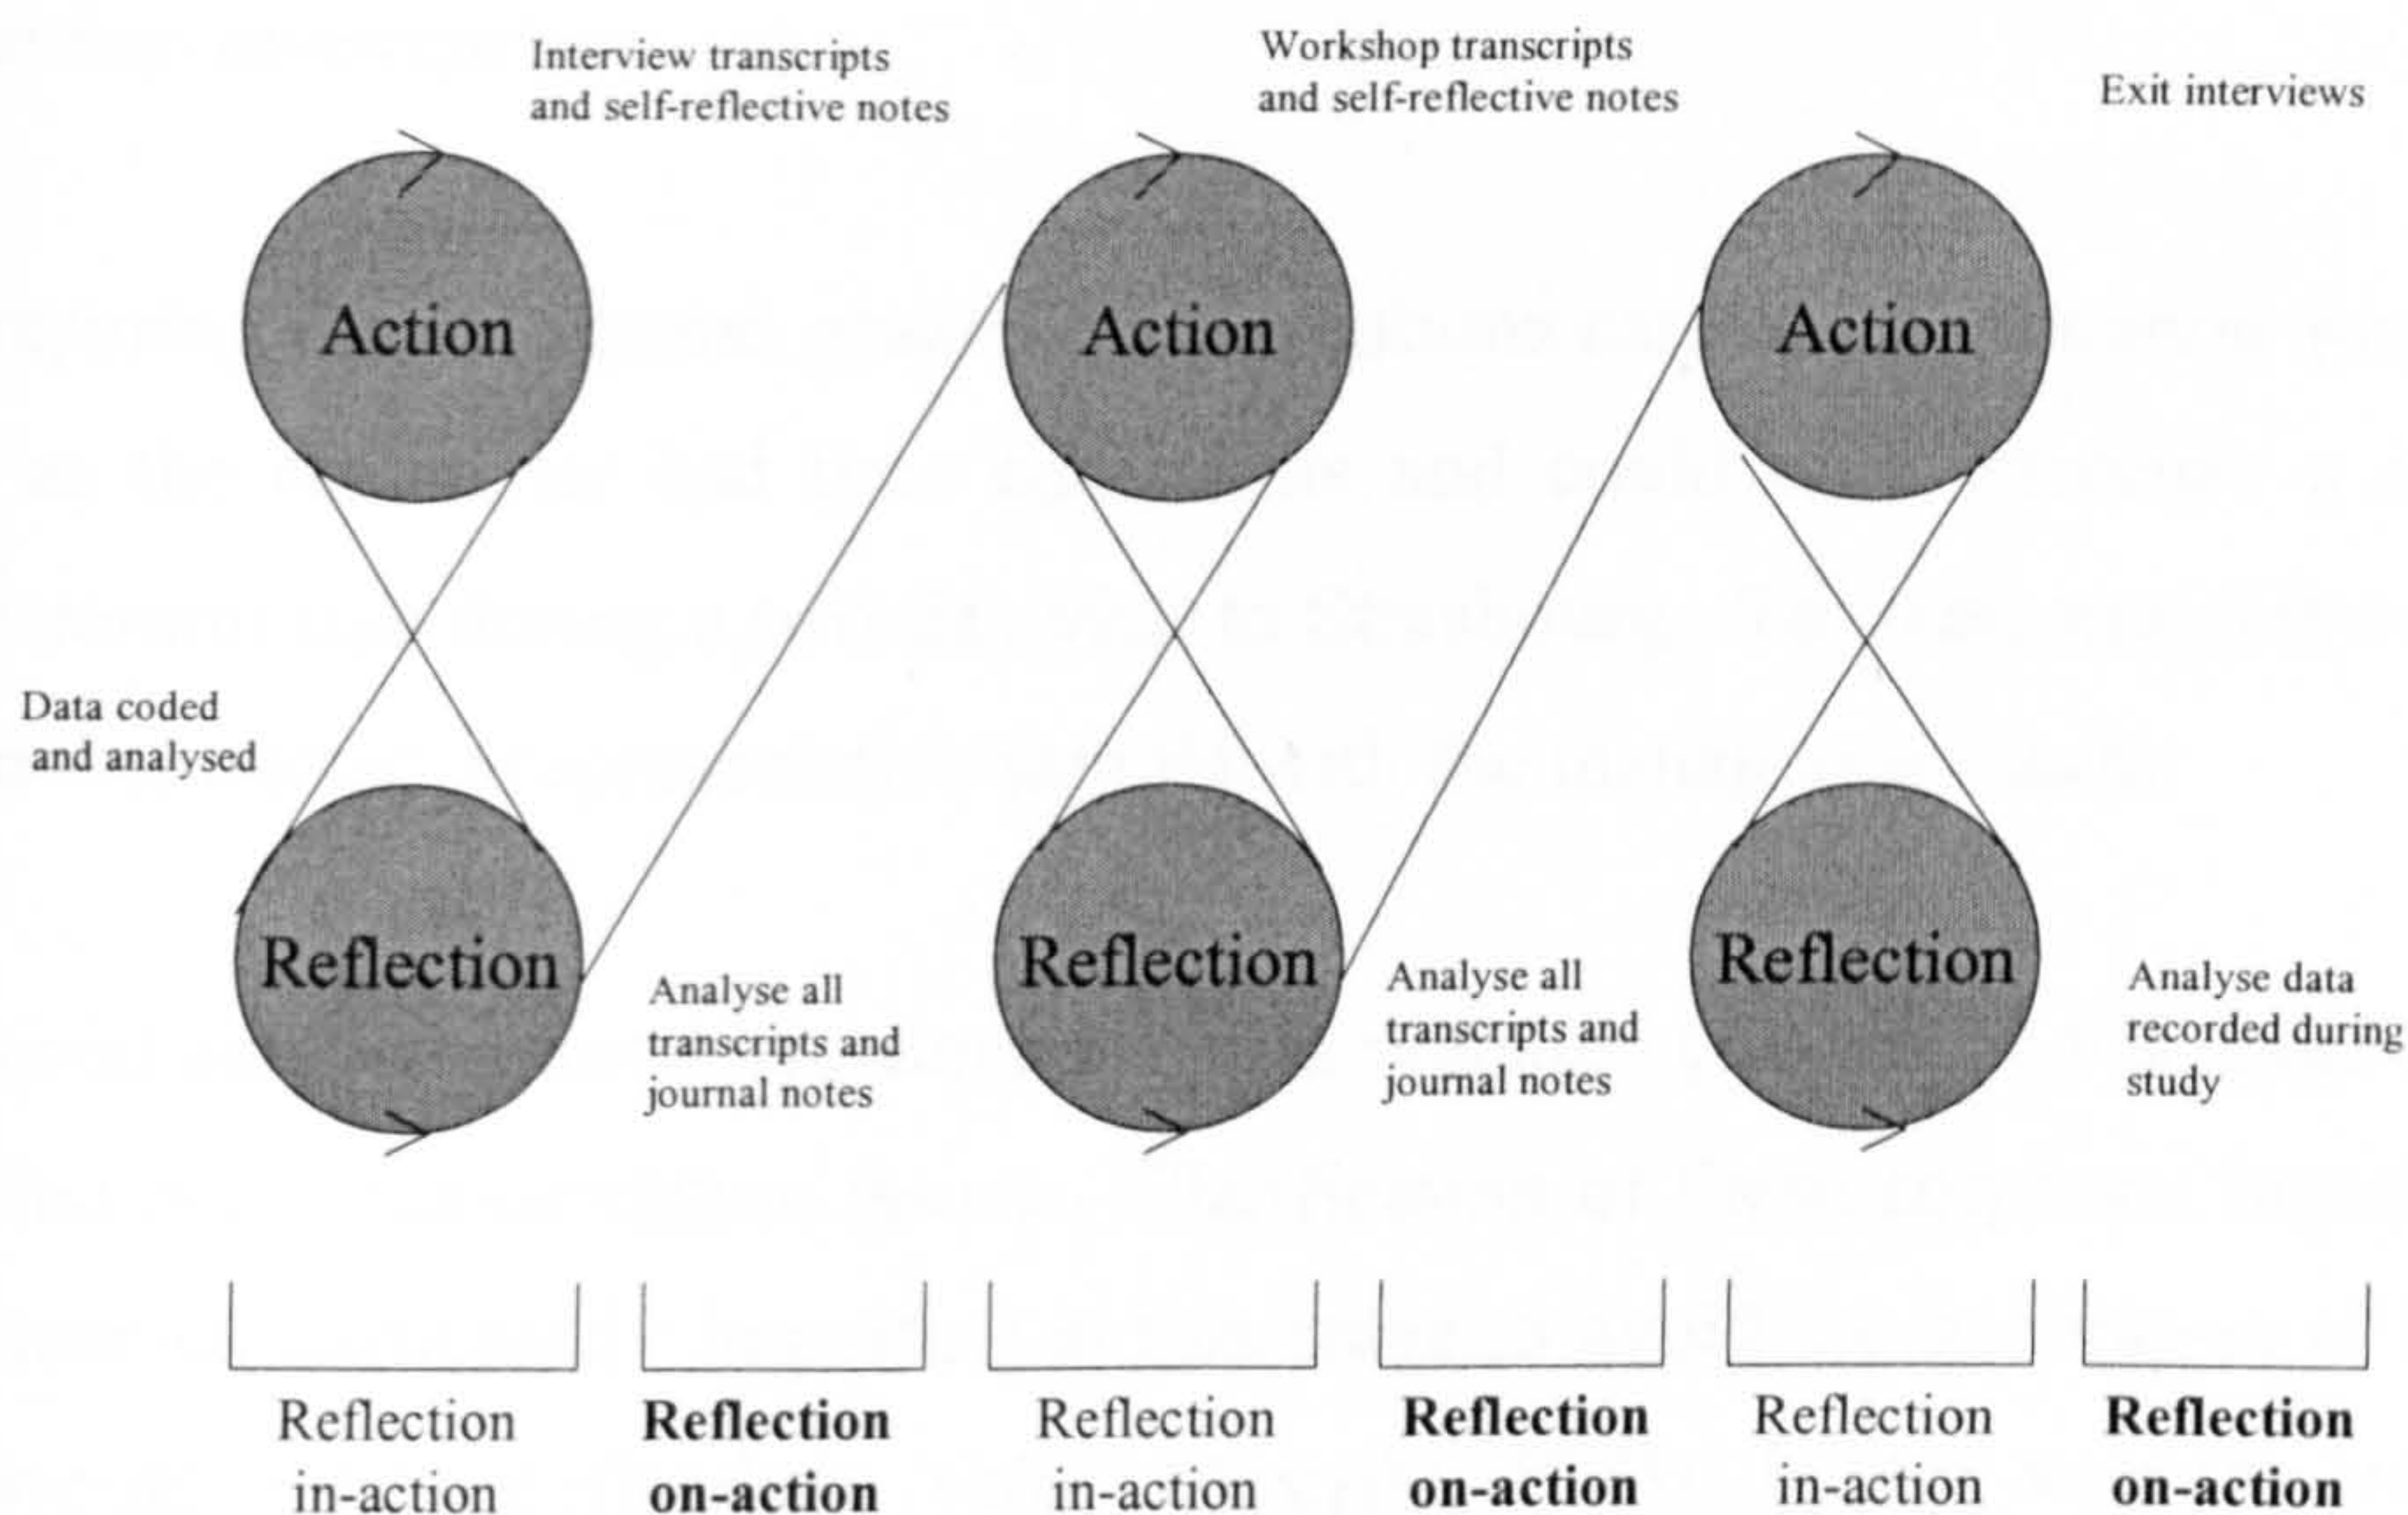 Interview transcripts
and self-reflective notes
Workshop transcripts
and self-reflective notes
Exit interviews
Action
Action
Action
Data coded
and analysed
Reflection
Reflection
Reflection
Analyse all
transcripts and
journal notes
Analyse all
transcripts and
journal notes
Analyse data
recorded during
study
Reflection
in-action
Reflection
on-action
Reflection
in-action
Reflection
on-action
Reflection
in-action
Reflection
on-action